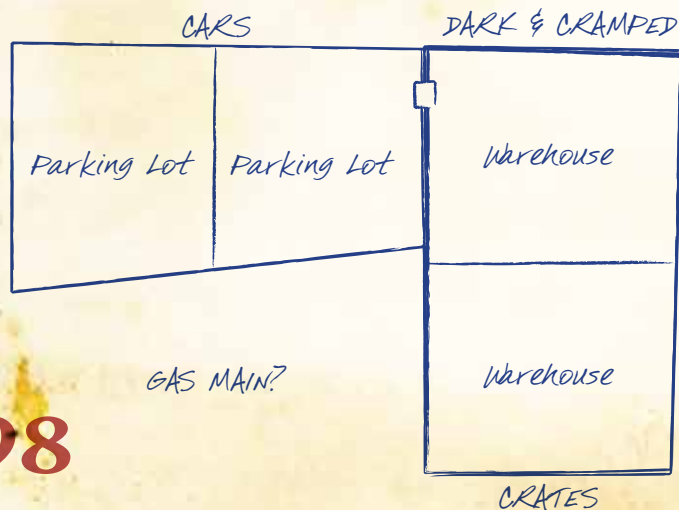 CARS
DARK & CRAMPED
Parking Lot
Parking Lot
Warehouse
GAS MAIN?
Warehouse
98
CRATES